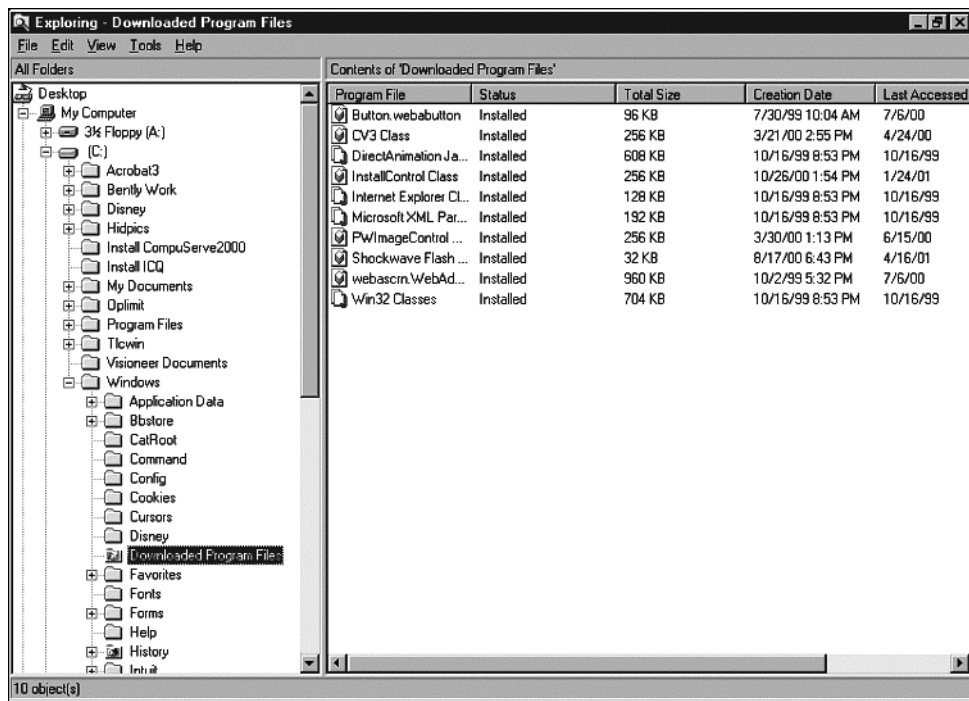 Exploring - Downloaded Program Files
File Edit View Tools Help
All Folders
Contents of 'Downloaded Program Files'
Desktop
My Computer
3½ Floppy (A:)
(C:)
Acrobat3
Bently Work
Disney
Hidpics
Install CompuServe2000
Install ICQ
My Documents
Oplimit
Program Files
Tlcwin
Visioneer Documents
Windows
Application Data
Bbstore
CatRoot
Command
Config
Cookies
Cursors
Disney
Downloaded Program Files
Favorites
Fonts
Forms
Help
History
Intuit
Program File Status Total Size Creation Date Last Accessed
Button.webabutton Installed 96 KB 7/30/99 10:04 AM 7/6/00
CV3 Class Installed 256 KB 3/21/00 2:55 PM 4/24/00
DirectAnimation Ja... Installed 608 KB 10/16/99 8:53 PM 10/16/99
InstallControl Class Installed 256 KB 10/26/00 1:54 PM 1/24/01
Internet Explorer Cl... Installed 128 KB 10/16/99 8:53 PM 10/16/99
Microsoft XML Par... Installed 192 KB 10/16/99 8:53 PM 10/16/99
PWImageControl ... Installed 256 KB 3/30/00 1:13 PM 6/15/00
Shockwave Flash ... Installed 32 KB 8/17/00 6:43 PM 4/16/01
webascrn.WebAd... Installed 960 KB 10/2/99 5:32 PM 7/6/00
Win32 Classes Installed 704 KB 10/16/99 8:53 PM 10/16/99
10 object(s)